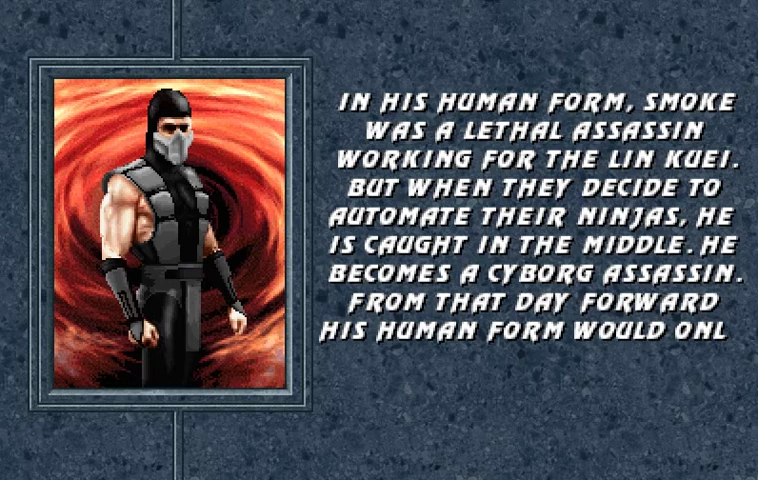 IN HIS HUMAN FORM, SMOKE
WAS A LETHAL ASSASSIN
WORKING FOR THE LIN KUEI.
BUT WHEN THEY DECIDE TO
AUTOMATE THEIR NINJAS, HE
IS CAUGHT IN THE MIDDLE. HE
BECOMES A CYBORG ASSASSIN.
FROM THAT DAY FORWARD
HIS HUMAN FORM WOULD ONL